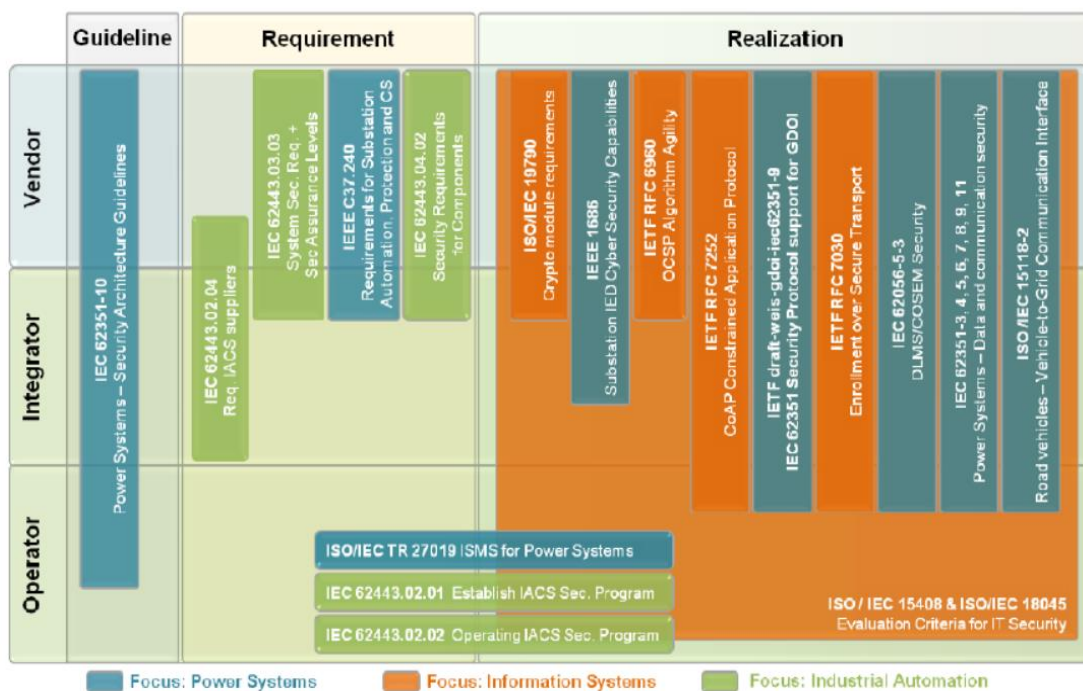 Guideline
Requirement
Realization
Vendor
Integrator
Operator
IEC 62351-10
Power Systems – Security Architecture Guidelines
IEC 62443.02.04
Req. IACS suppliers
IEC 62443.03.03
System Sec. Req. +
Sec Assurance Levels
IEEE C37.240
Requirements for Substation
Automation, Protection and CS
IEC 62443.04.02
Security Requirements
for Components
ISO/IEC 19790
Crypto module requirements
IEEE 1686
Substation IED Cyber Security Capabilities
IETF RFC 6960
OCSP Algorithm Agility
IETF RFC 7252
CoAP Constrained Application Protocol
IETF draft-weis-gdoi-iec62351-9
IEC 62351 Security Protocol support for GDOI
IETF RFC 7030
Enrollment over Secure Transport
IEC 62056-5-3
DLMS/COSEM Security
IEC 62351-3, 4, 5, 6, 7, 8, 9, 11
Power Systems – Data and communication security
ISO /IEC 15118-2
Road vehicles – Vehicle-to-Grid Communication Interface
ISO/IEC TR 27019 ISMS for Power Systems
IEC 62443.02.01 Establish IACS Sec. Program
IEC 62443.02.02 Operating IACS Sec. Program
ISO / IEC 15408 & ISO/IEC 18045
Evaluation Criteria for IT Security
Focus: Power Systems
Focus: Information Systems
Focus: Industrial Automation